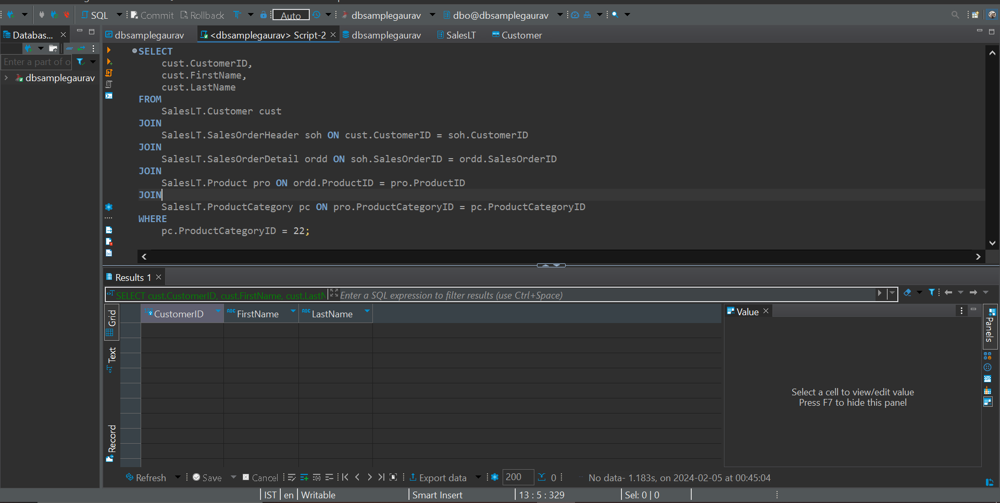 SQL
Commit
Rollback
Auto
dbsamplegaurav
dbo@dbsamplegaurav
Databas...
dbsamplegaurav
<dbsamplegaurav> Script-2
dbsamplegaurav
SalesLT
Customer
Enter a part of o
dbsamplegaurav
SELECT
cust.CustomerID,
cust.FirstName,
cust.LastName
FROM
SalesLT.Customer cust
JOIN
SalesLT.SalesOrderHeader soh ON cust.CustomerID = soh.CustomerID
JOIN
SalesLT.SalesOrderDetail ordd ON soh.SalesOrderID = ordd.SalesOrderID
JOIN
SalesLT.Product pro ON ordd.ProductID = pro.ProductID
JOIN
SalesLT.ProductCategory pc ON pro.ProductCategoryID = pc.ProductCategoryID
WHERE
pc.ProductCategoryID = 22;
Results 1
SELECT cust.CustomerID, cust.FirstName, cust.LastN
Enter a SQL expression to filter results (use Ctrl+Space)
Grid
Text
Record
CustomerID
ABC FirstName
ABC LastName
Value
Panels
Select a cell to view/edit value
Press F7 to hide this panel
Refresh
Save
Cancel
Export data
200
0
No data- 1.183s, on 2024-02-05 at 00:45:04
IST
en
Writable
Smart Insert
13 : 5 : 329
Sel: 0 | 0